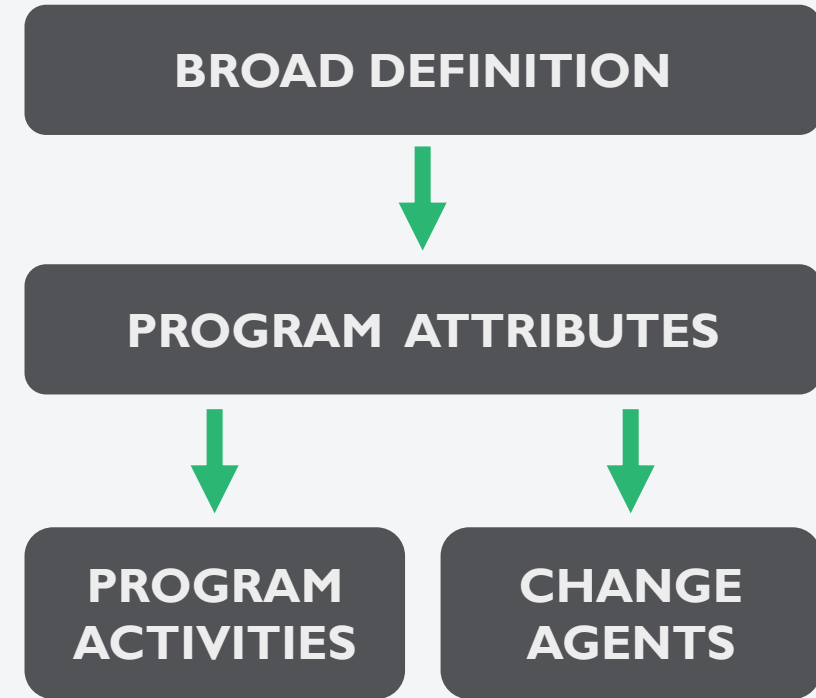 BROAD DEFINITION
PROGRAM ATTRIBUTES
PROGRAM
ACTIVITIES
CHANGE
AGENTS